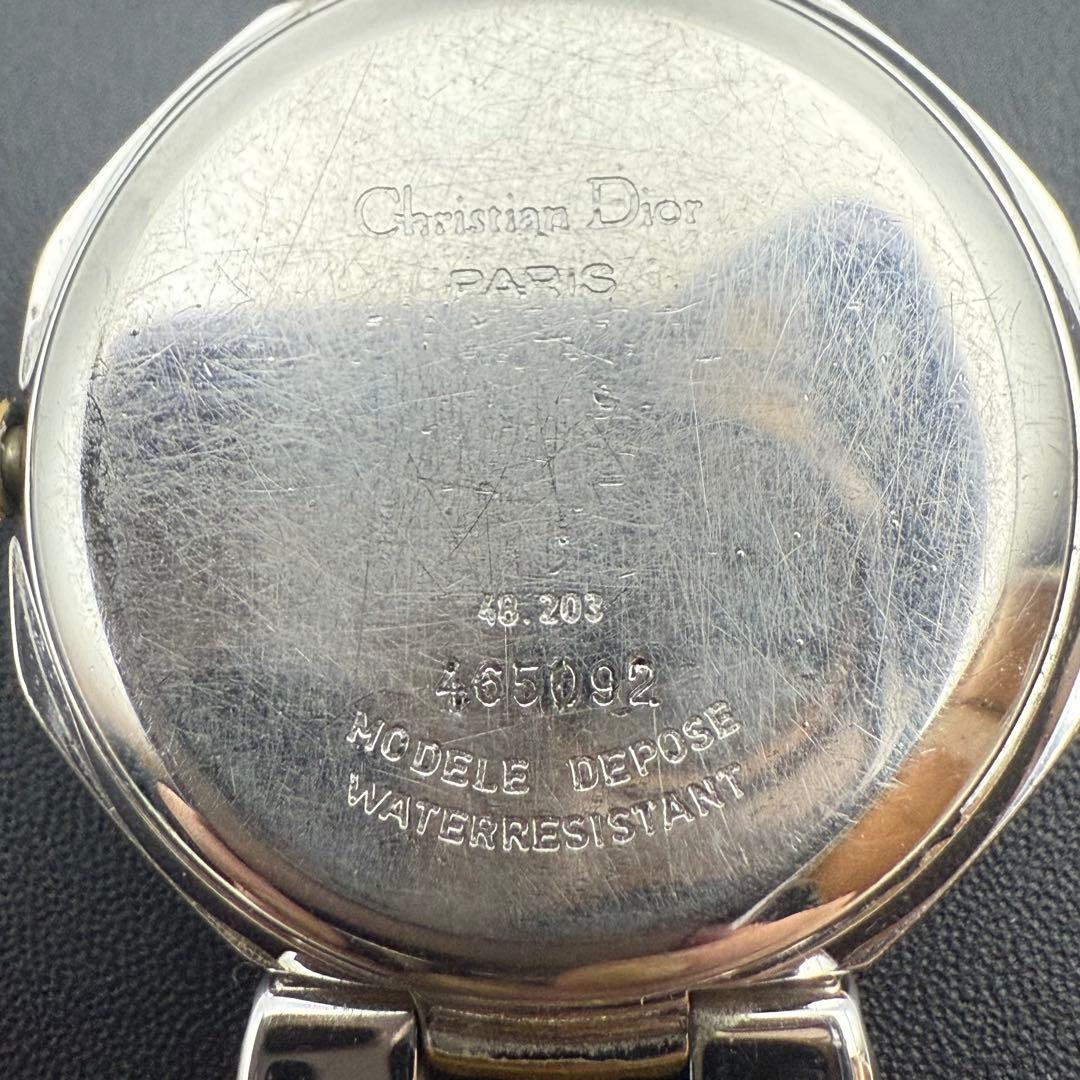 Christian Dior
PARIS
48.203
465092
MODELE DEPOSE
WATERRESISTANT